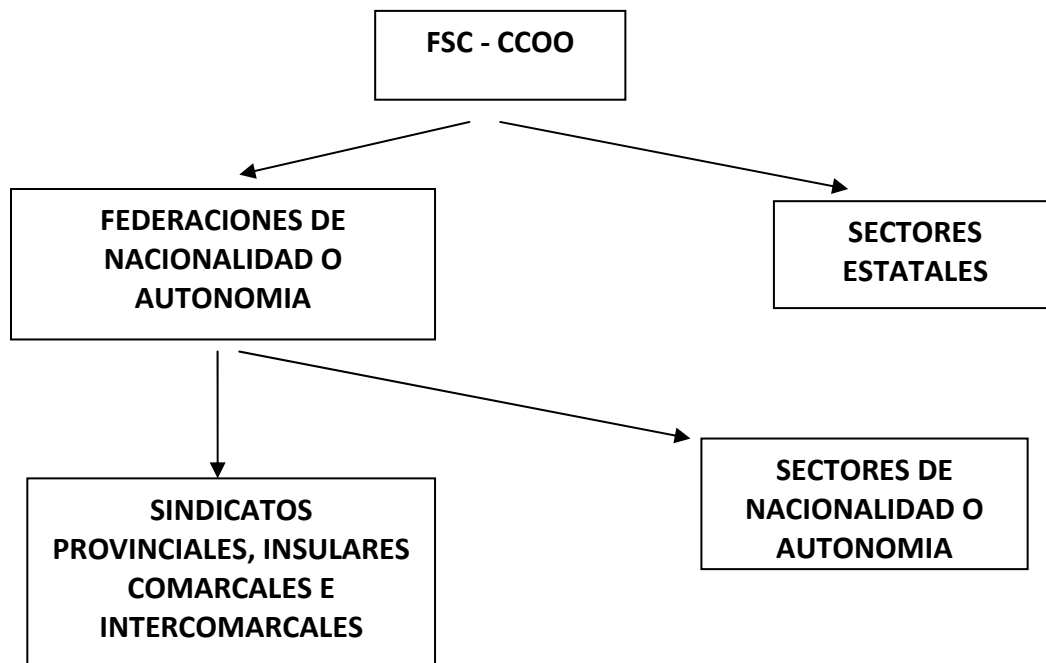 FSC - CCOO
FEDERACIONES DE
NACIONALIDAD O
AUTONOMIA
SECTORES
ESTATALES
SINDICATOS
PROVINCIALES, INSULARES
COMARCALES E
INTERCOMARCALES
SECTORES DE
NACIONALIDAD O
AUTONOMIA